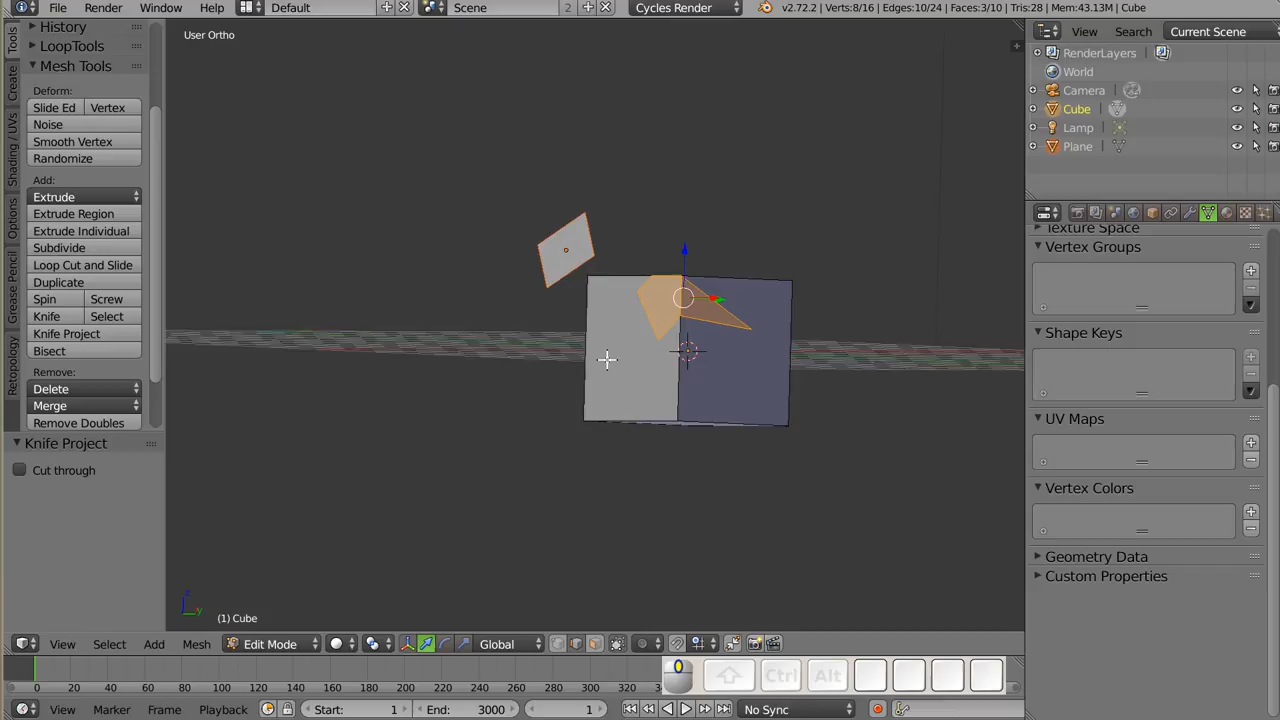 File Render Window Help Default Scene 2 Cycles Render v2.72.2 | Verts:8/16 | Edges:10/24 | Faces:3/10 | Tris:28 | Mem:43.13M | Cube
History
LoopTools
Mesh Tools
Deform:
Slide Ed Vertex
Noise
Smooth Vertex
Randomize
Add:
Extrude
Extrude Region
Extrude Individual
Subdivide
Loop Cut and Slide
Duplicate
Spin Screw
Knife Select
Knife Project
Bisect
Remove:
Delete
Merge
Remove Doubles
Knife Project
Cut through
Tools
Create
Shading / UVs
Options
Grease Pencil
Retopology
User Ortho
z
y
(1) Cube
View Search Current Scene
RenderLayers
World
Camera
Cube
Lamp
Plane
Texture Space
Vertex Groups
Shape Keys
UV Maps
Vertex Colors
Geometry Data
Custom Properties
View Select Add Mesh Edit Mode Global
0 20 40 60 80 100 120 140 160 180 200 220 240 260 280 300 320
Ctrl Alt
View Marker Frame Playback Start: 1 End: 3000 1 No Sync